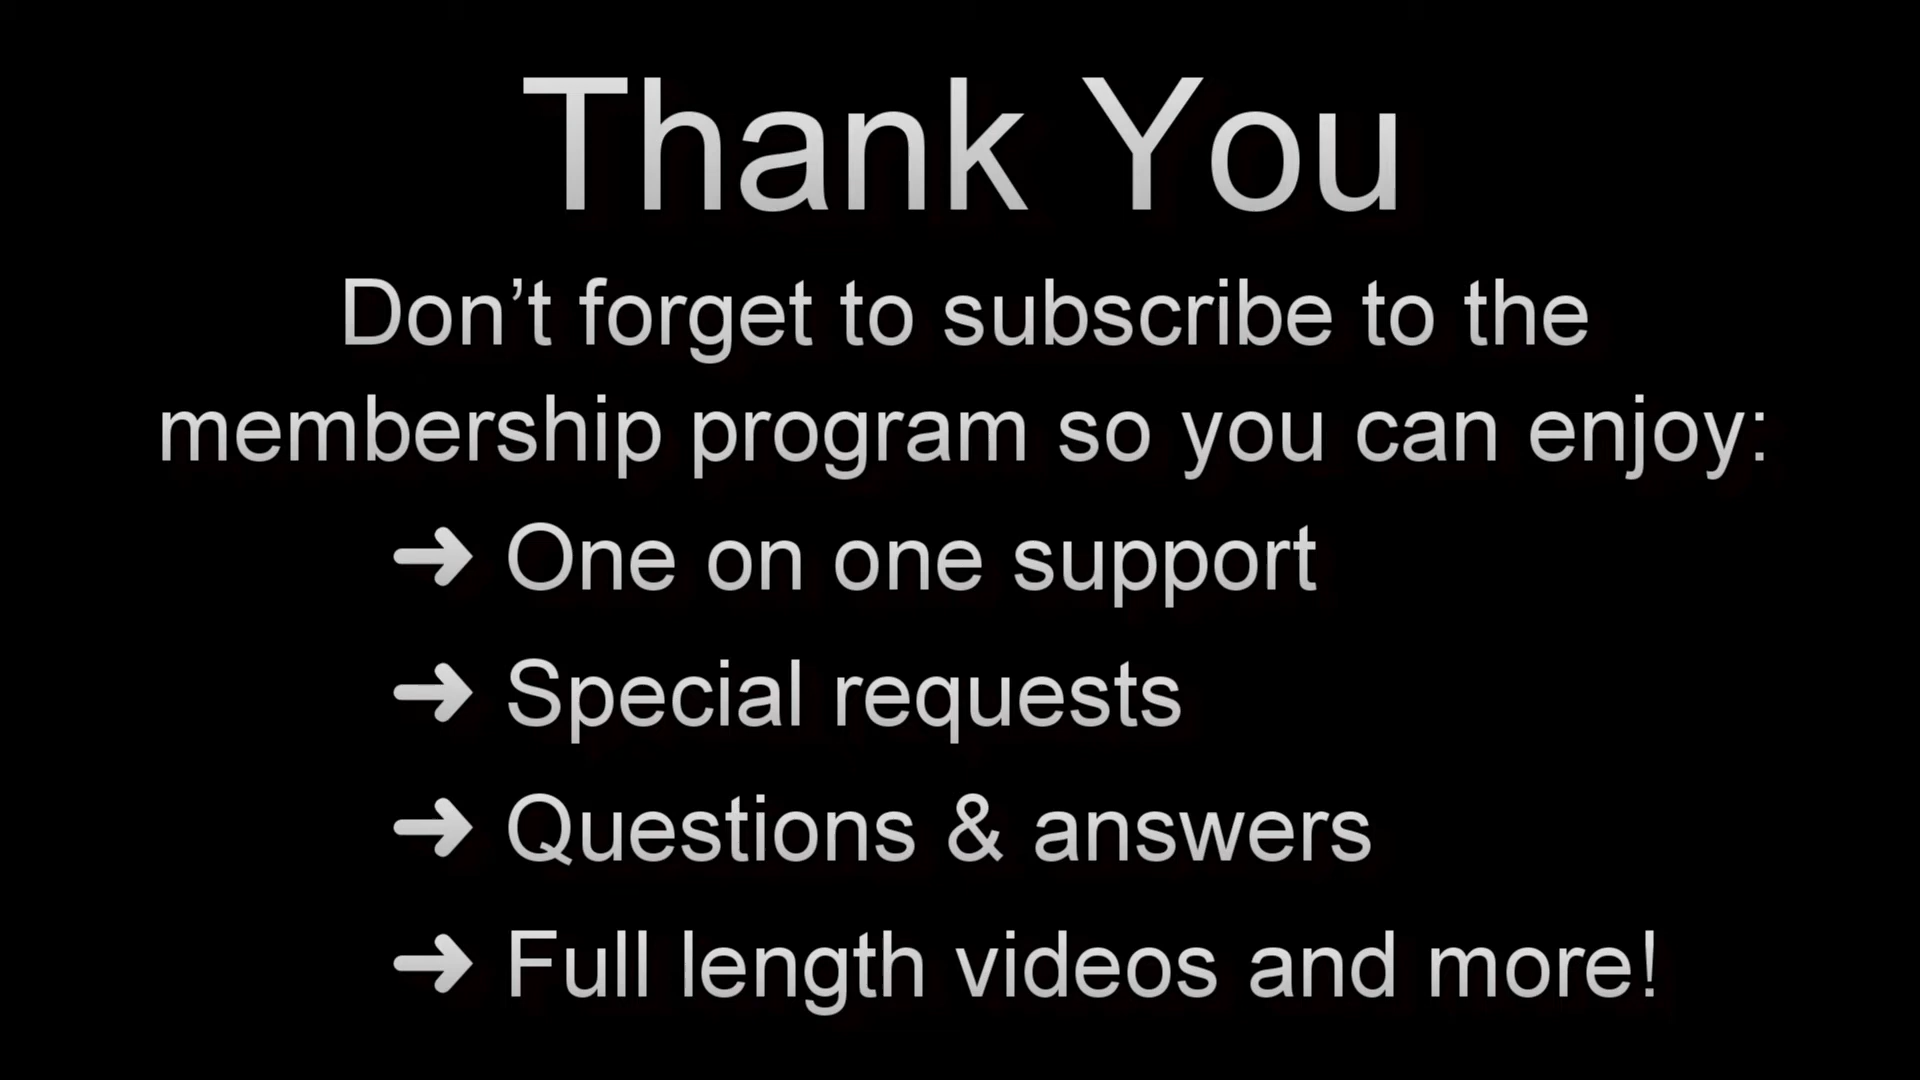 Thank You
Don’t forget to subscribe to the
membership program so you can enjoy:
➜ One on one support
➜ Special requests
➜ Questions & answers
➜ Full length videos and more!